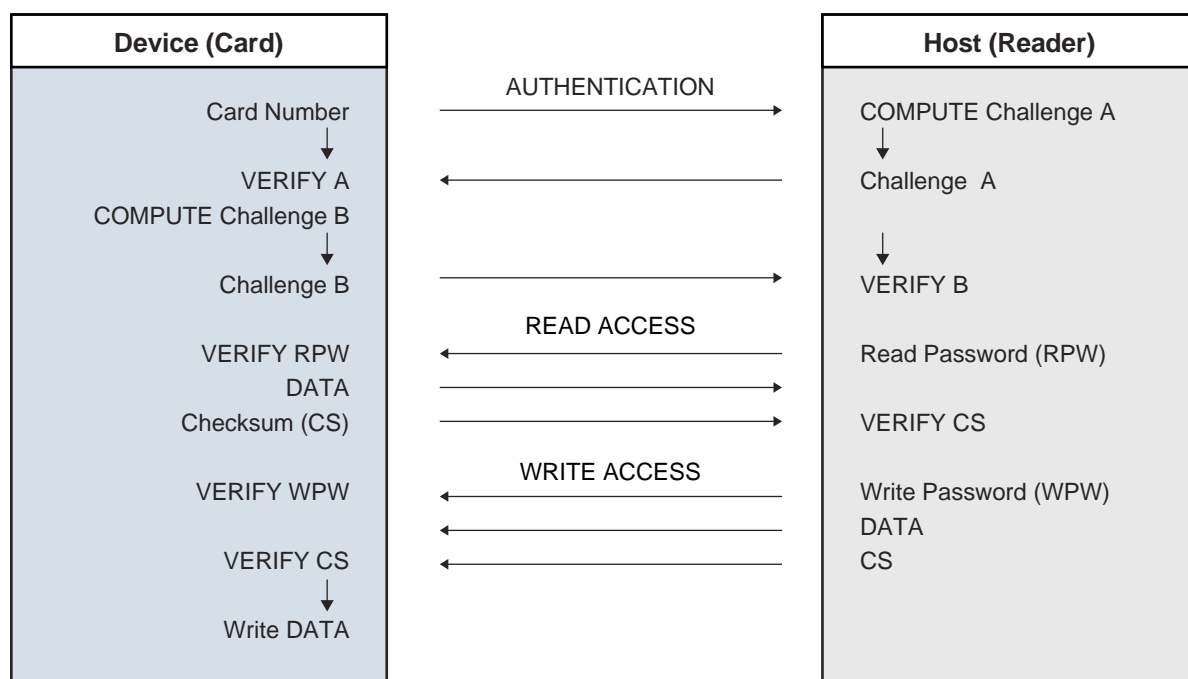 Device (Card)
Host (Reader)
AUTHENTICATION
Card Number
COMPUTE Challenge A
VERIFY A
Challenge A
COMPUTE Challenge B
Challenge B
VERIFY B
READ ACCESS
VERIFY RPW
Read Password (RPW)
DATA
Checksum (CS)
VERIFY CS
WRITE ACCESS
VERIFY WPW
Write Password (WPW)
DATA
VERIFY CS
CS
Write DATA